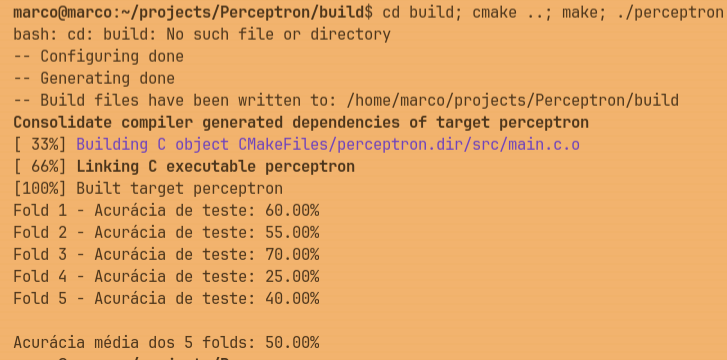 marco@marco:~/projects/Perceptron/build$ cd build; cmake ..; make; ./perceptron
bash: cd: build: No such file or directory
-- Configuring done
-- Generating done
-- Build files have been written to: /home/marco/projects/Perceptron/build
Consolidate compiler generated dependencies of target perceptron
[ 33%] Building C object CMakeFiles/perceptron.dir/src/main.c.o
[ 66%] Linking C executable perceptron
[100%] Built target perceptron
Fold 1 - Acurácia de teste: 60.00%
Fold 2 - Acurácia de teste: 55.00%
Fold 3 - Acurácia de teste: 70.00%
Fold 4 - Acurácia de teste: 25.00%
Fold 5 - Acurácia de teste: 40.00%
Acurácia média dos 5 folds: 50.00%